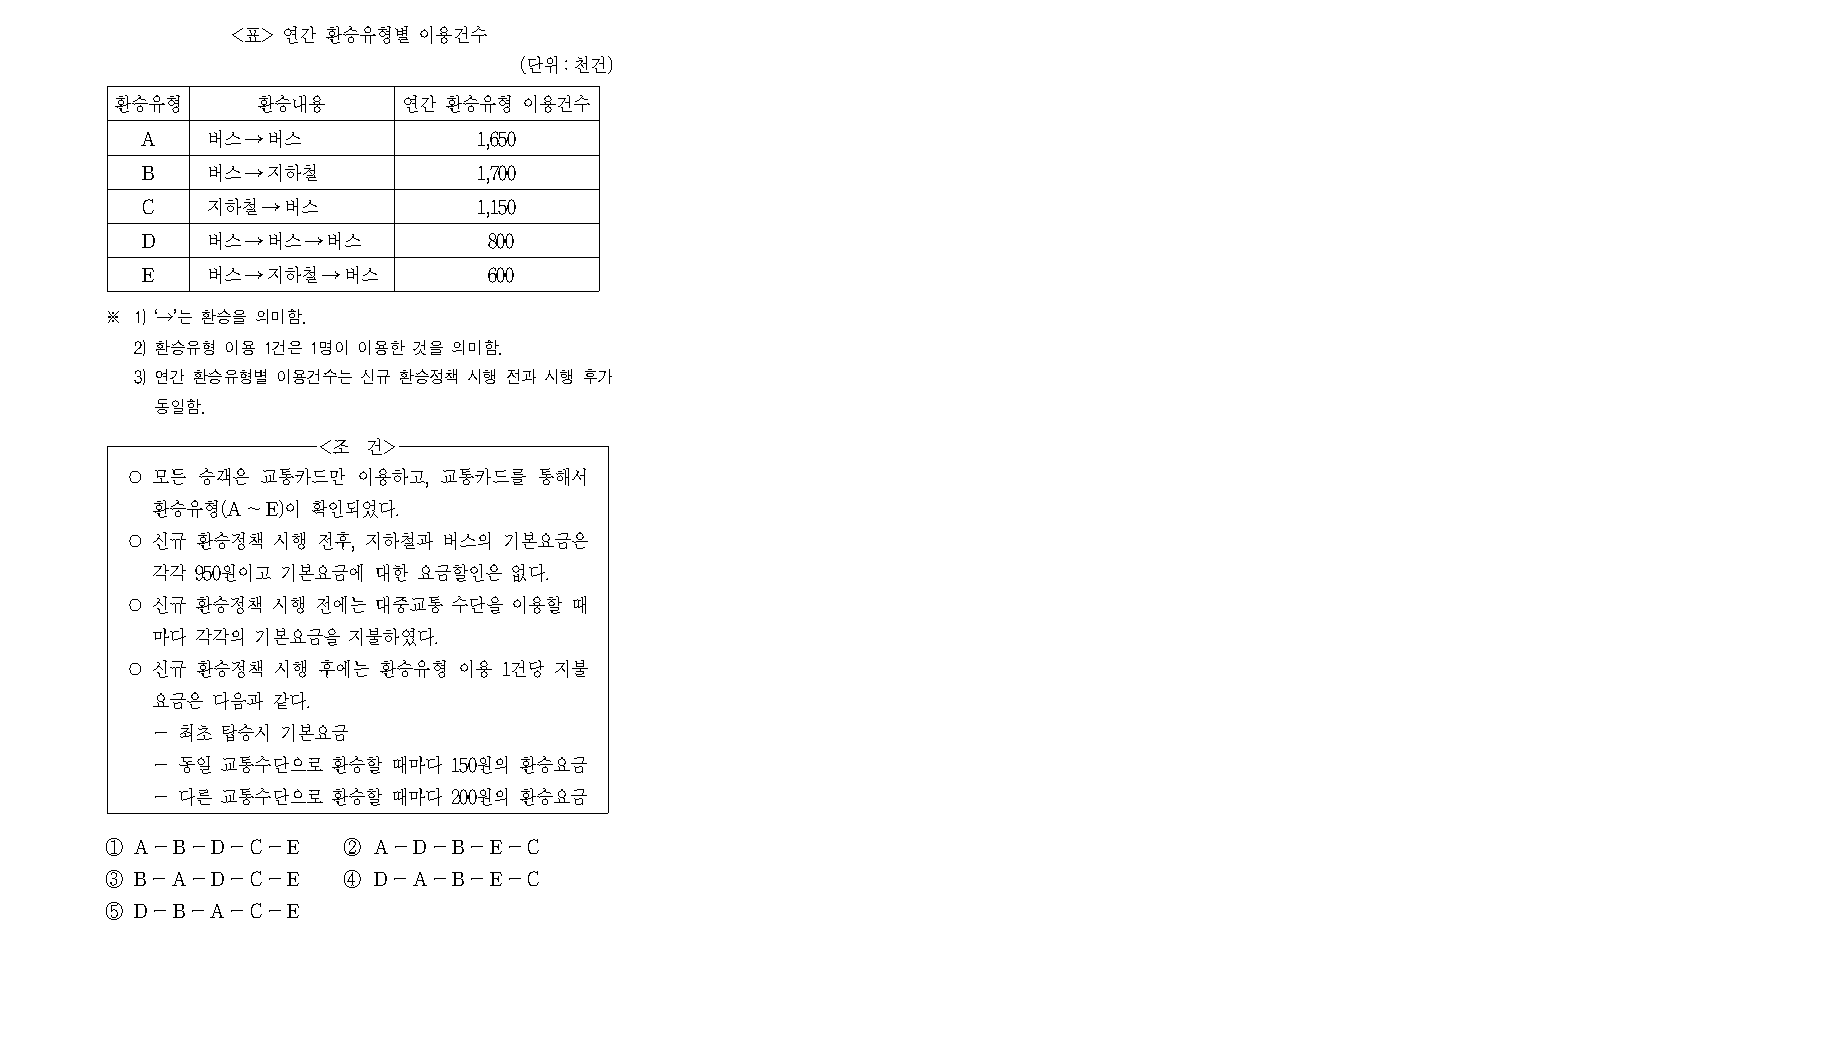 <표> 연간 환승유형별 이용건수
(단위 : 천건)
환승유형 환승내용 연간 환승유형 이용건수
A 버스→버스 1,650
B 버스→지하철 1,700
C 지하철→버스 1,150
D 버스→버스→버스 800
E 버스→지하철→버스 600
※ 1) ‘→’는 환승을 의미함.
2) 환승유형 이용 1건은 1명이 이용한 것을 의미함.
3) 연간 환승유형별 이용건수는 신규 환승정책 시행 전과 시행 후가
동일함.
<조 건>
○ 모든 승객은 교통카드만 이용하고, 교통카드를 통해서
환승유형(A ~ E)이 확인되었다.
○ 신규 환승정책 시행 전후, 지하철과 버스의 기본요금은
각각 950원이고 기본요금에 대한 요금할인은 없다.
○ 신규 환승정책 시행 전에는 대중교통 수단을 이용할 때
마다 각각의 기본요금을 지불하였다.
○ 신규 환승정책 시행 후에는 환승유형 이용 1건당 지불
요금은 다음과 같다.
- 최초 탑승시 기본요금
- 동일 교통수단으로 환승할 때마다 150원의 환승요금
- 다른 교통수단으로 환승할 때마다 200원의 환승요금
① A - B - D - C - E ② A - D - B - E - C
③ B - A - D - C - E ④ D - A - B - E - C
⑤ D - B - A - C - E